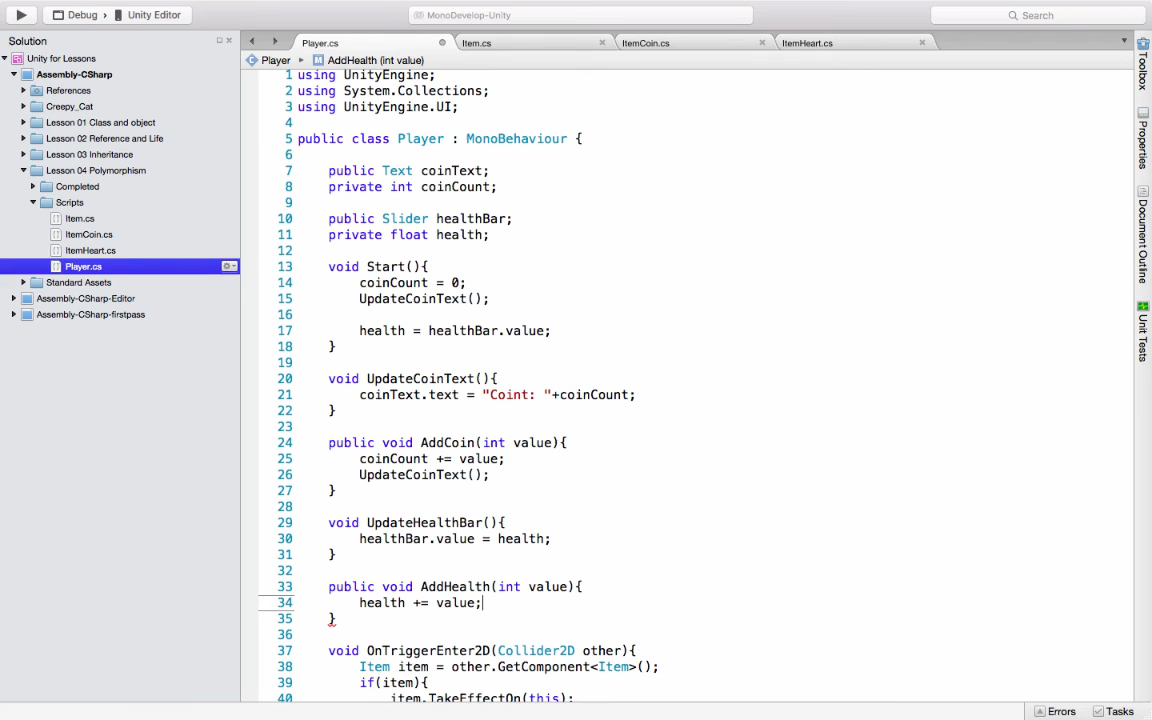 Debug › Unity Editor
MonoDevelop-Unity
Search
Solution
Unity for Lessons
Assembly-CSharp
References
Creepy_Cat
Lesson 01 Class and object
Lesson 02 Reference and Life
Lesson 03 Inheritance
Lesson 04 Polymorphism
Completed
Scripts
Item.cs
ItemCoin.cs
ItemHeart.cs
Player.cs
Standard Assets
Assembly-CSharp-Editor
Assembly-CSharp-firstpass
Player.cs Item.cs ItemCoin.cs ItemHeart.cs
Player AddHealth (int value)
1 using UnityEngine;
2 using System.Collections;
3 using UnityEngine.UI;
4
5 public class Player : MonoBehaviour {
6
7 public Text coinText;
8 private int coinCount;
9
10 public Slider healthBar;
11 private float health;
12
13 void Start(){
14 coinCount = 0;
15 UpdateCoinText();
16
17 health = healthBar.value;
18 }
19
20 void UpdateCoinText(){
21 coinText.text = "Coint: "+coinCount;
22 }
23
24 public void AddCoin(int value){
25 coinCount += value;
26 UpdateCoinText();
27 }
28
29 void UpdateHealthBar(){
30 healthBar.value = health;
31 }
32
33 public void AddHealth(int value){
34 health += value;
35 }
36
37 void OnTriggerEnter2D(Collider2D other){
38 Item item = other.GetComponent<Item>();
39 if(item){
40 item.TakeEffectOn(this);
Toolbox
Properties
Document Outline
Unit Tests
Errors Tasks